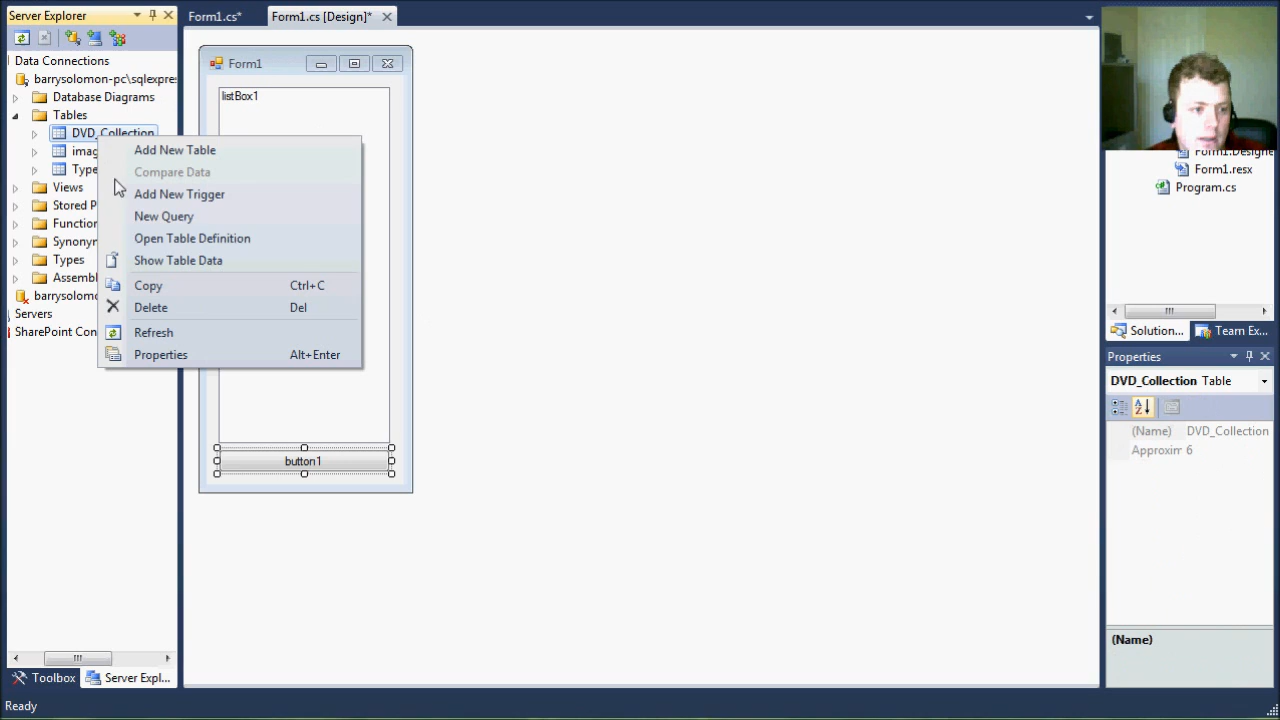 Server Explorer
Data Connections
barrysolomon-pc\sqlexpres
Database Diagrams
Tables
DVD_Collection
imag
Type
Views
Stored P
Function
Synonyn
Types
Assemb
barrysolomo
Servers
SharePoint Con
Toolbox
Server Expl...
Ready
Form1.cs*
Form1.cs [Design]*
Form1
listBox1
button1
Add New Table
Compare Data
Add New Trigger
New Query
Open Table Definition
Show Table Data
Copy Ctrl+C
Delete Del
Refresh
Properties Alt+Enter
Form1.Designe
Form1.resx
Program.cs
Solution...
Team Ex...
Properties
DVD_Collection Table
(Name) DVD_Collection
Approxim 6
(Name)